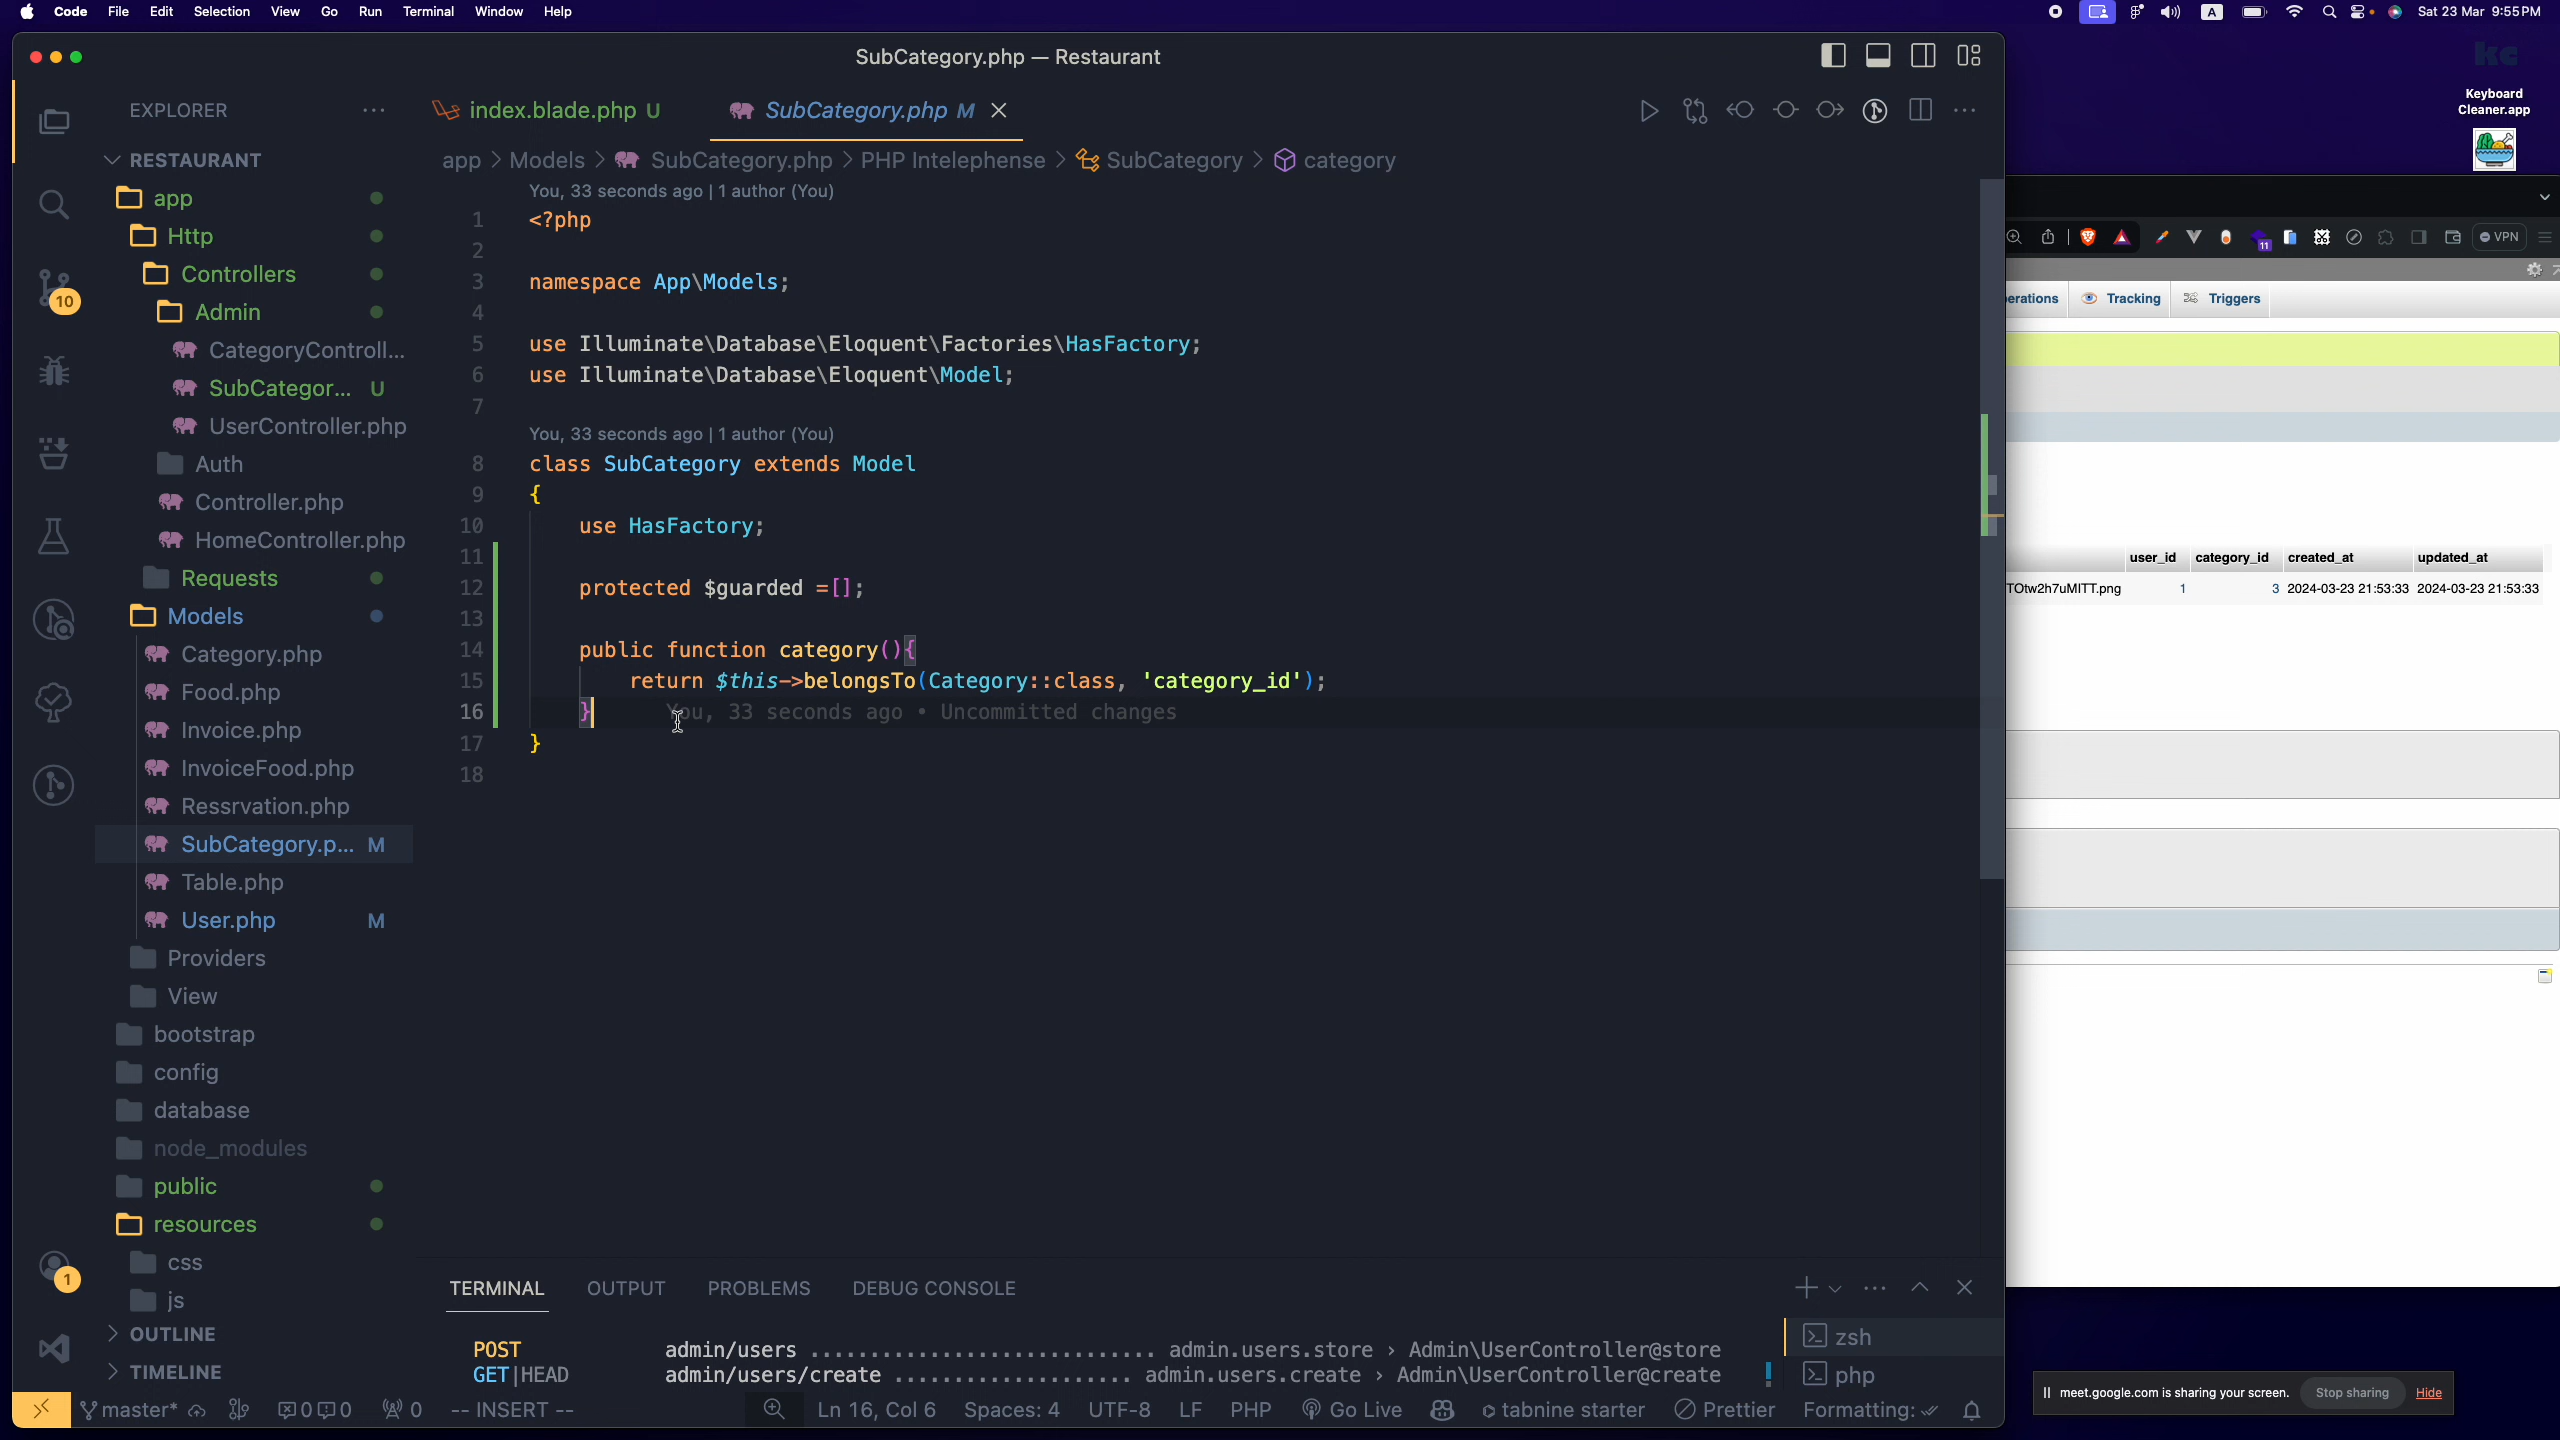 Code File Edit Selection View Go Run Terminal Window Help
A
Sat 23 Mar 9:55 PM
SubCategory.php — Restaurant
kc
Keyboard
Cleaner.app
EXPLORER
index.blade.php U
SubCategory.php M
RESTAURANT
app > Models > SubCategory.php > PHP Intelephense > SubCategory > category
app
Http
Controllers
Admin
CategoryControll...
SubCategor... U
UserController.php
Auth
Controller.php
HomeController.php
Requests
Models
Category.php
Food.php
Invoice.php
InvoiceFood.php
Ressrvation.php
SubCategory.p... M
Table.php
User.php M
Providers
View
bootstrap
config
database
node_modules
public
resources
css
js
OUTLINE
TIMELINE
10
1
You, 33 seconds ago | 1 author (You)
1 <?php
2
3 namespace App\Models;
4
5 use Illuminate\Database\Eloquent\Factories\HasFactory;
6 use Illuminate\Database\Eloquent\Model;
7
You, 33 seconds ago | 1 author (You)
8 class SubCategory extends Model
9 {
10 use HasFactory;
11
12 protected $guarded =[];
13
14 public function category(){
15 return $this->belongsTo(Category::class, 'category_id');
16 } You, 33 seconds ago • Uncommitted changes
17 }
18
TERMINAL OUTPUT PROBLEMS DEBUG CONSOLE
POST admin/users ............................ admin.users.store › Admin\UserController@store
GET|HEAD admin/users/create ................... admin.users.create › Admin\UserController@create
zsh
php
master* 0 0 0 -- INSERT -- Ln 16, Col 6 Spaces: 4 UTF-8 LF PHP Go Live tabnine starter Prettier Formatting:
11
VPN
erations Tracking Triggers
user_id category_id created_at updated_at
TOtw2h7uMITT.png 1 3 2024-03-23 21:53:33 2024-03-23 21:53:33
meet.google.com is sharing your screen. Stop sharing Hide